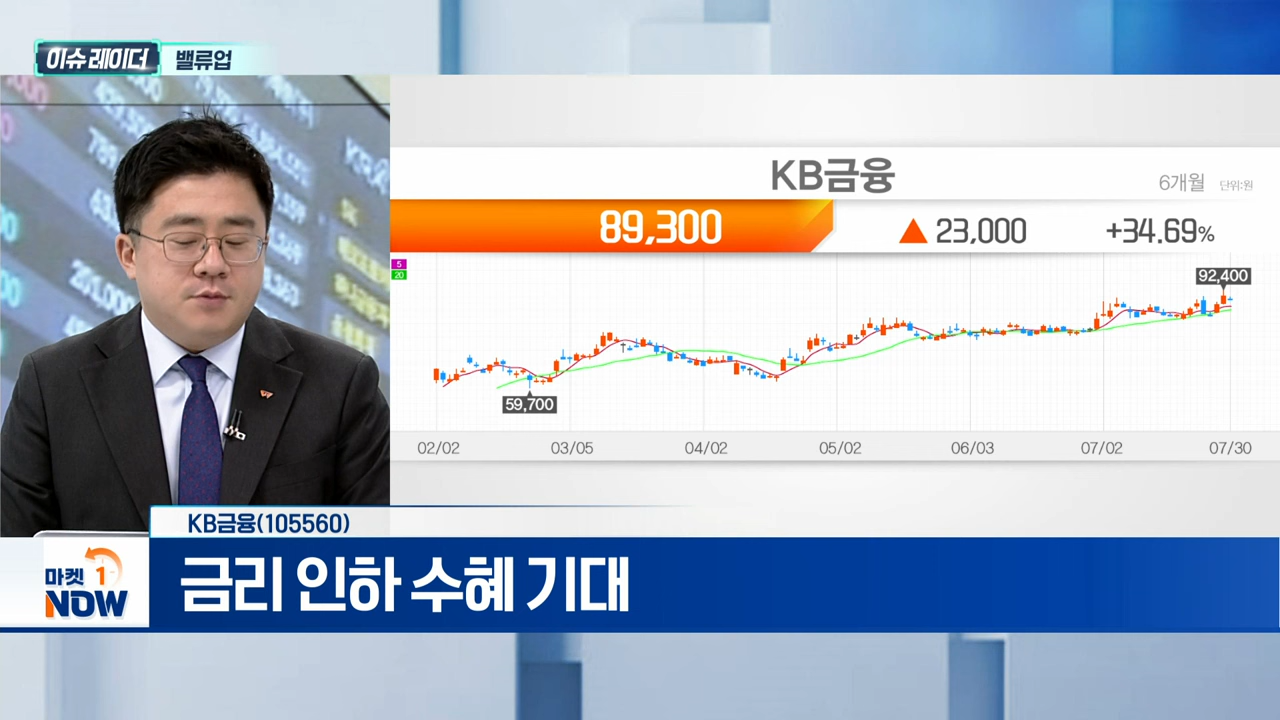 이슈 레이더 밸류업
KB금융
6개월 단위:원
89,300 ▲ 23,000 +34.69%
5
20
92,400
59,700
02/02 03/05 04/02 05/02 06/03 07/02 07/30
KB금융(105560)
마켓 1
NOW
금리 인하 수혜 기대